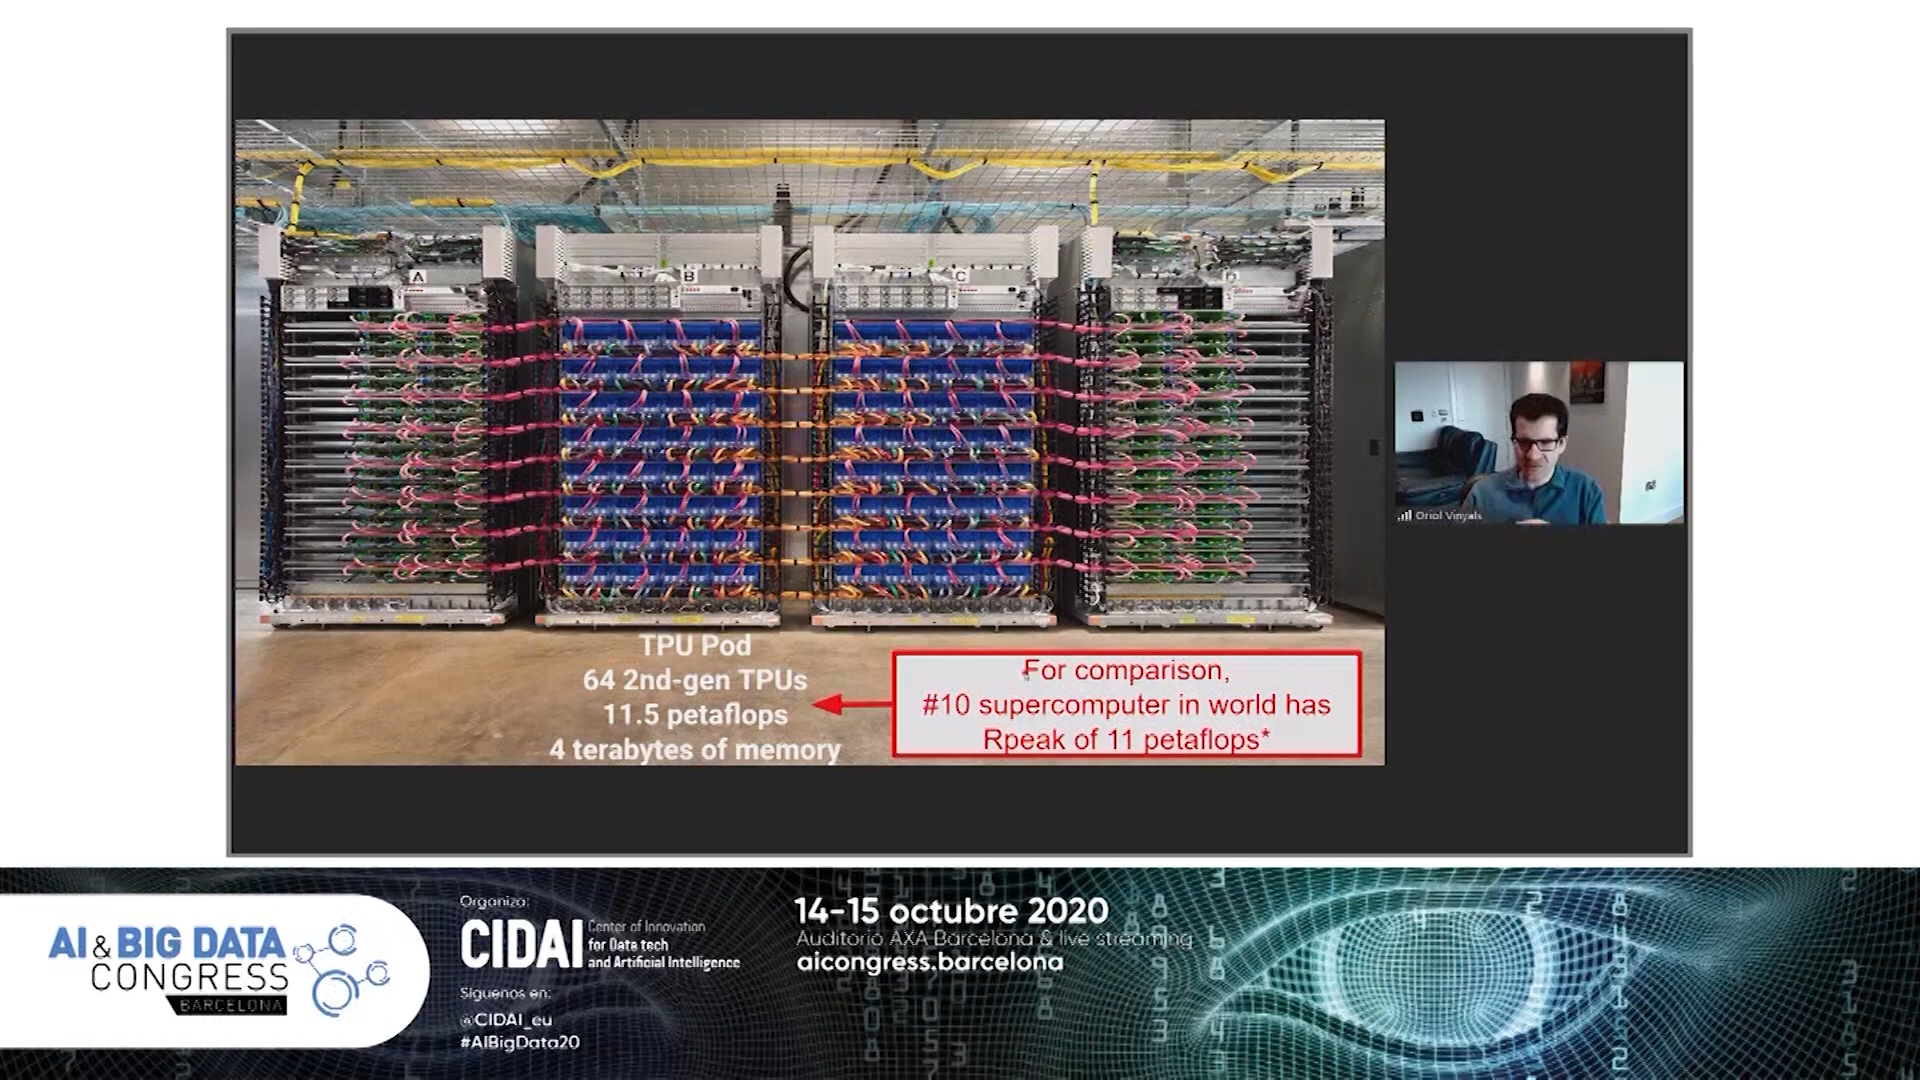 A
B
C
D
TPU Pod
64 2nd-gen TPUs
11.5 petaflops
4 terabytes of memory
For comparison,
#10 supercomputer in world has
Rpeak of 11 petaflops*
Oriol Vinyals
AI & BIG DATA
CONGRESS
BARCELONA
Organiza:
CIDAI
Center of Innovation
for Data tech
and Artificial Intelligence
Síguenos en:
@CIDAI_eu
#AIBigData20
14-15 octubre 2020
Auditorio AXA Barcelona & live streaming
aicongress.barcelona